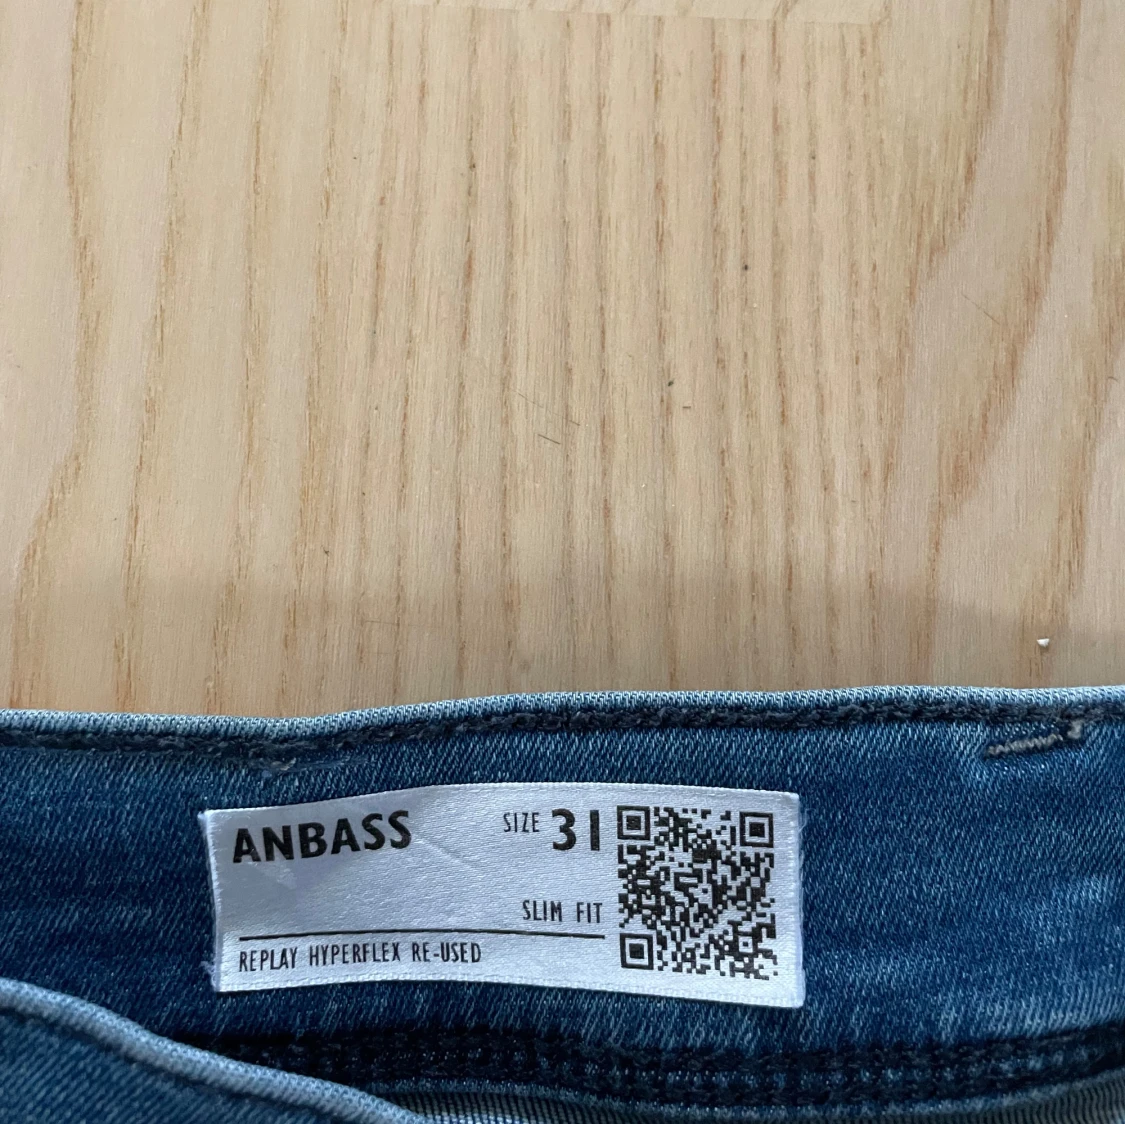 ANBASS
SIZE 31
SLIM FIT
REPLAY HYPERFLEX RE-USED